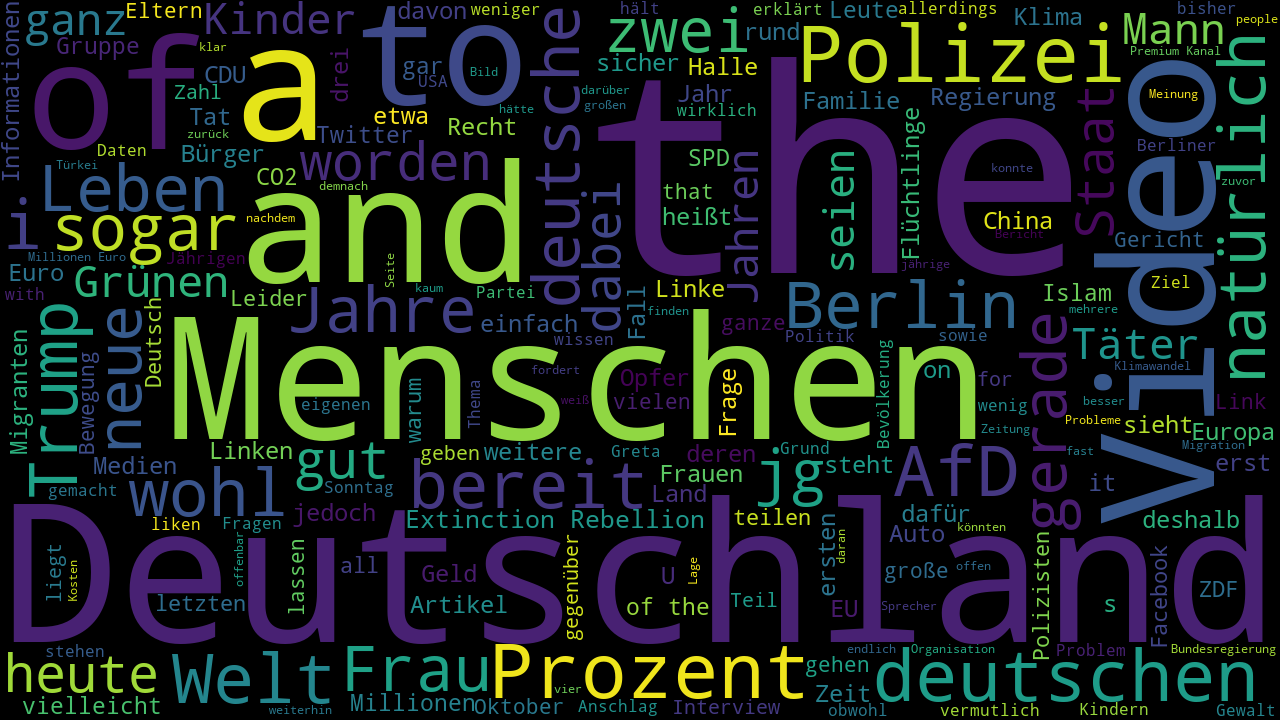 Informationen
ganz
Eltern
Kinder
davon
weniger
hält
erklärt
Leute
allerdings
bisher
people
Gruppe
klar
of
a
to
drei
gar
USA
Bild
deutsche
zwei
rund
Klima
Mann
Premium Kanal
Polizei
CDU
Zahl
Tat
zurück
Bürger
Daten
Türkei
Twitter
etwa
Recht
sicher
Halle
darüber
großen
hätte
Jahr
wirklich
Familie
Regierung
Meinung
Berliner
natürlich
Video
Staat
Leben
CO2
worden
demnach
SPD
that
heißt
the
konnte
zuvor
i
sogar
nachdem
and
dabei
Jahren
seien
Flüchtlinge
China
Bericht
Gericht
Millionen Euro
Jährigen
Euro
with
Grünen
Leider
Seite
kaum
Partei
Linke
jährige
Ziel
Islam
mehrere
Trump
neue
Deutsch
Jahre
einfach
wissen
Fall
finden
ganze
Berlin
Politik
sowie
Täter
Klimawandel
Migranten
Bewegung
Menschen
eigenen
warum
Thema
fordert
weiß
Opfer
vielen
Frage
Bevölkerung
on
for
wenig
Zeitung
gerade
besser
Probleme
fast
sieht
Link
Europa
Migration
erst
Medien
Linken
gut
geben
weitere
Greta
deren
Grund
steht
Frauen
jg
AfD
it
gemacht
wohl
Sonntag
bereit
Land
liken
Fragen
jedoch
Extinction Rebellion
teilen
dafür
Auto
könnten
deshalb
Deutschland
liegt
Kosten
offenbar
lassen
all
Geld
gegenüber
U
Lage
ersten
daran
große
offen
Polizisten
Facebook
ZDF
letzten
Artikel
of the
Teil
EU
Sprecher
s
stehen
heute
Welt
Frau
Prozent
vier
gehen
endlich
Organisation
Problem
Bundesregierung
deutschen
vielleicht
weiterhin
Millionen
Oktober
Anschlag
Interview
Zeit
obwohl
vermutlich
Kindern
Gewalt